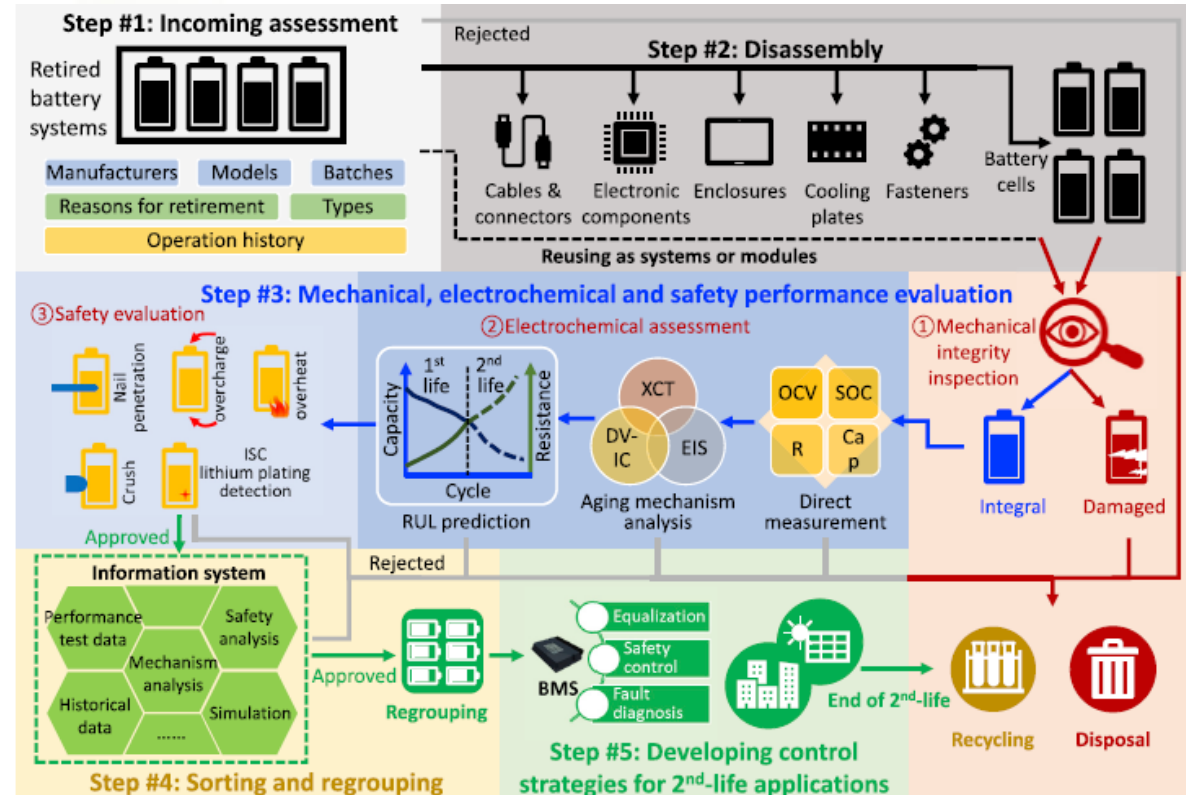 Step #1: Incoming assessment
Retired
battery
systems
Manufacturers
Models
Batches
Reasons for retirement
Types
Operation history
Rejected
Step #2: Disassembly
Cables &
connectors
Electronic
components
Enclosures
Cooling
plates
Fasteners
Battery
cells
Reusing as systems or modules
Step #3: Mechanical, electrochemical and safety performance evaluation
①Mechanical
integrity
inspection
Integral
Damaged
②Electrochemical assessment
OCV
SOC
R
Ca
p
Direct
measurement
XCT
DV-
IC
EIS
Aging mechanism
analysis
1st
life
2nd
life
Capacity
Resistance
Cycle
RUL prediction
③Safety evaluation
Nail
penetration
overcharge
overheat
Crush
ISC
lithium plating
detection
Approved
Rejected
Information system
Performance
test data
Safety
analysis
Mechanism
analysis
Historical
data
Simulation
......
Approved
Regrouping
Step #4: Sorting and regrouping
BMS
Equalization
Safety
control
Fault
diagnosis
End of 2nd-life
Step #5: Developing control
strategies for 2nd-life applications
Recycling
Disposal